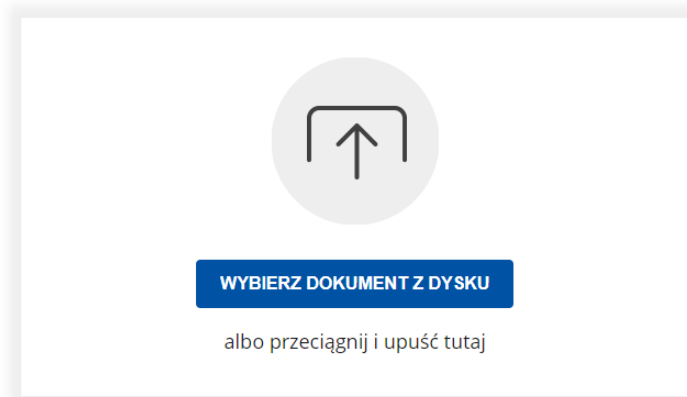 WYBIERZ DOKUMENT Z DYSKU
albo przeciągnij i upuść tutaj